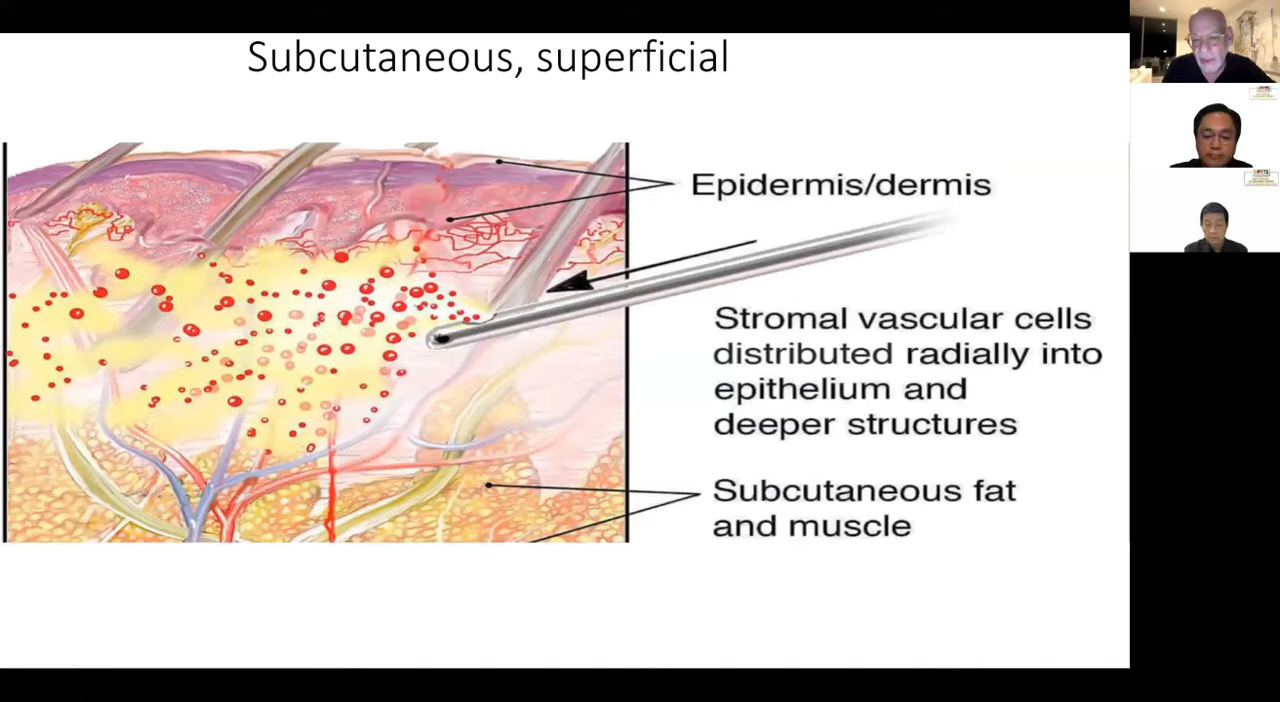 Subcutaneous, superficial
Epidermis/dermis
Stromal vascular cells
distributed radially into
epithelium and
deeper structures
Subcutaneous fat
and muscle